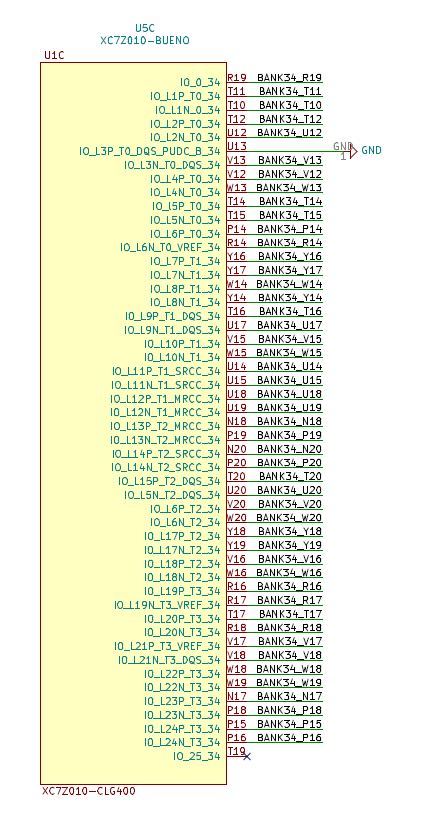 U5C
XC7Z010-BUENO
U1C
IO_0_34 R19 BANK34_R19
IO_L1P_T0_34 T11 BANK34_T11
IO_L1N_0_34 T10 BANK34_T10
IO_L2P_T0_34 T12 BANK34_T12
IO_L2N_T0_34 U12 BANK34_U12
IO_L3P_T0_DQS_PUDC_B_34 U13 GND 1 GND
IO_L3N_T0_DQS_34 V13 BANK34_V13
IO_L4P_T0_34 V12 BANK34_V12
IO_L4N_T0_34 W13 BANK34_W13
IO_l5P_T0_34 T14 BANK34_T14
IO_L5N_T0_34 T15 BANK34_T15
IO_L6P_T0_34 P14 BANK34_P14
IO_L6N_T0_VREF_34 R14 BANK34_R14
IO_L7P_T1_34 Y16 BANK34_Y16
IO_L7N_T1_34 Y17 BANK34_Y17
IO_L8P_T1_34 W14 BANK34_W14
IO_L8N_T1_34 Y14 BANK34_Y14
IO_L9P_T1_DQS_34 T16 BANK34_T16
IO_L9N_T1_DQS_34 U17 BANK34_U17
IO_L10P_T1_34 V15 BANK34_V15
IO_L10N_T1_34 W15 BANK34_W15
IO_L11P_T1_SRCC_34 U14 BANK34_U14
IO_L11N_T1_SRCC_34 U15 BANK34_U15
IO_L12P_T1_MRCC_34 U18 BANK34_U18
IO_L12N_T1_MRCC_34 U19 BANK34_U19
IO_L13P_T2_MRCC_34 N18 BANK34_N18
IO_L13N_T2_MRCC_34 P19 BANK34_P19
IO_L14P_T2_SRCC_34 N20 BANK34_N20
IO_L14N_T2_SRCC_34 P20 BANK34_P20
IO_L15P_T2_DQS_34 T20 BANK34_T20
IO_L5N_T2_DQS_34 U20 BANK34_U20
IO_L6P_T2_34 V20 BANK34_V20
IO_L6N_T2_34 W20 BANK34_W20
IO_L17P_T2_34 Y18 BANK34_Y18
IO_L17N_T2_34 Y19 BANK34_Y19
IO_L18P_T2_34 V16 BANK34_V16
IO_L18N_T2_34 W16 BANK34_W16
IO_L19P_T3_34 R16 BANK34_R16
IO_L19N_T3_VREF_34 R17 BANK34_R17
IO_L20P_T3_34 T17 BANK34_T17
IO_L20N_T3_34 R18 BANK34_R18
IO_L21P_T3_VREF_34 V17 BANK34_V17
IO_L21N_T3_DQS_34 V18 BANK34_V18
IO_L22P_T3_34 W18 BANK34_W18
IO_L22N_T3_34 W19 BANK34_W19
IO_L23P_T3_34 N17 BANK34_N17
IO_L23N_T3_34 P18 BANK34_P18
IO_L24P_T3_34 P15 BANK34_P15
IO_L24N_T3_34 P16 BANK34_P16
IO_25_34 T19
XC7Z010-CLG400